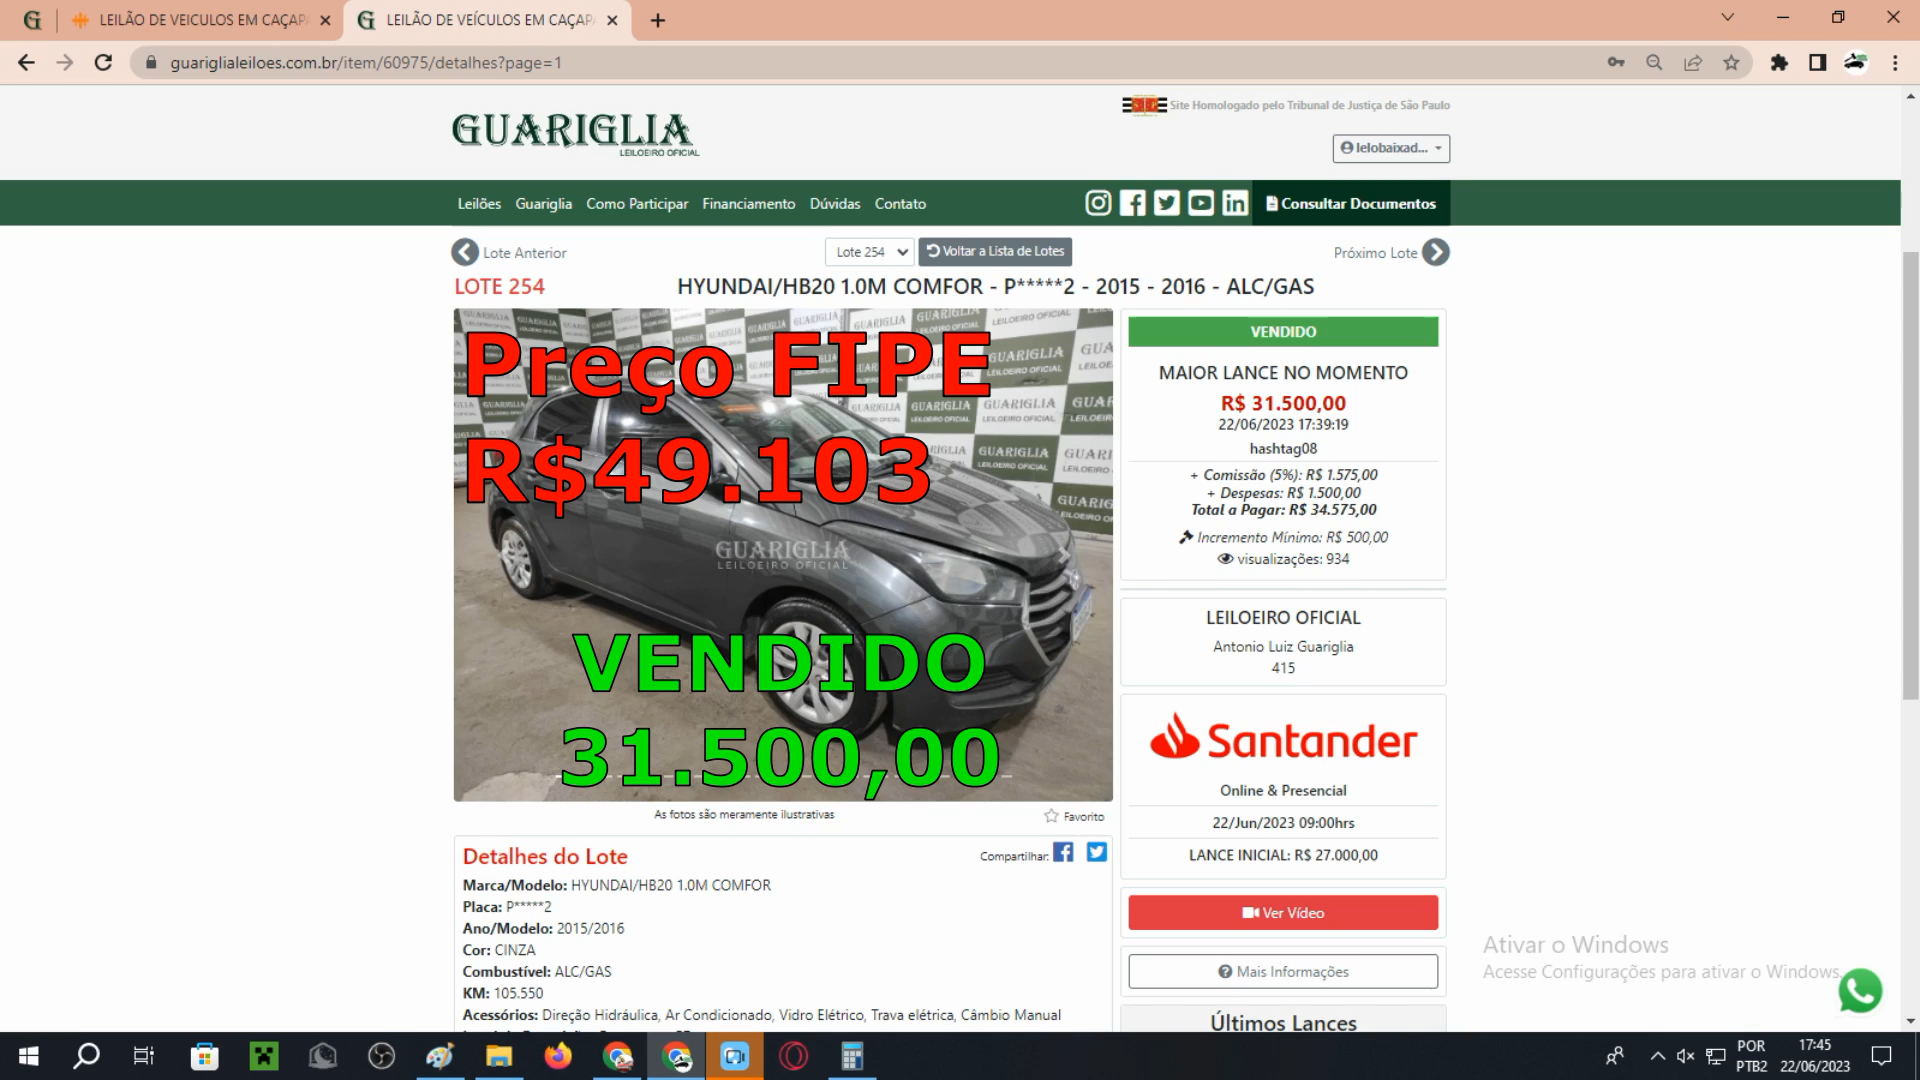 LEILÃO DE VEICULOS EM CAÇAP
LEILÃO DE VEÍCULOS EM CAÇAP
guariglialeiloes.com.br/item/60975/detalhes?page=1
Site Homologado pelo Tribunal de Justiça de São Paulo
GUARIGLIA
LEILOEIRO OFICIAL
lelobaixad...
Leilões Guariglia Como Participar Financiamento Dúvidas Contato
Consultar Documentos
Lote Anterior
Lote 254
Voltar a Lista de Lotes
Próximo Lote
LOTE 254
HYUNDAI/HB20 1.0M COMFOR - P*****2 - 2015 - 2016 - ALC/GAS
Preço FIPE
R$49.103
GUARIGLIA
LEILOEIRO OFICIAL
VENDIDO
31.500,00
As fotos são meramente ilustrativas
Favorito
VENDIDO
MAIOR LANCE NO MOMENTO
R$ 31.500,00
22/06/2023 17:39:19
hashtag08
+ Comissão (5%): R$ 1.575,00
+ Despesas: R$ 1.500,00
Total a Pagar: R$ 34.575,00
Incremento Mínimo: R$ 500,00
visualizações: 934
LEILOEIRO OFICIAL
Antonio Luiz Guariglia
415
Santander
Online & Presencial
22/Jun/2023 09:00hrs
LANCE INICIAL: R$ 27.000,00
Ver Vídeo
Mais Informações
Últimos Lances
Detalhes do Lote
Compartilhar:
Marca/Modelo: HYUNDAI/HB20 1.0M COMFOR
Placa: P*****2
Ano/Modelo: 2015/2016
Cor: CINZA
Combustível: ALC/GAS
KM: 105.550
Acessórios: Direção Hidráulica, Ar Condicionado, Vidro Elétrico, Trava elétrica, Câmbio Manual
Ativar o Windows
Acesse Configurações para ativar o Windows.
POR
PTB2
17:45
22/06/2023